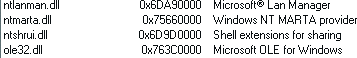 ntlanman.dll 0x6DA90000 Microsoft® Lan Manager
ntmarta.dll 0x75660000 Windows NT MARTA provider
ntshrui.dll 0x6D9D0000 Shell extensions for sharing
ole32.dll 0x763C0000 Microsoft OLE for Windows